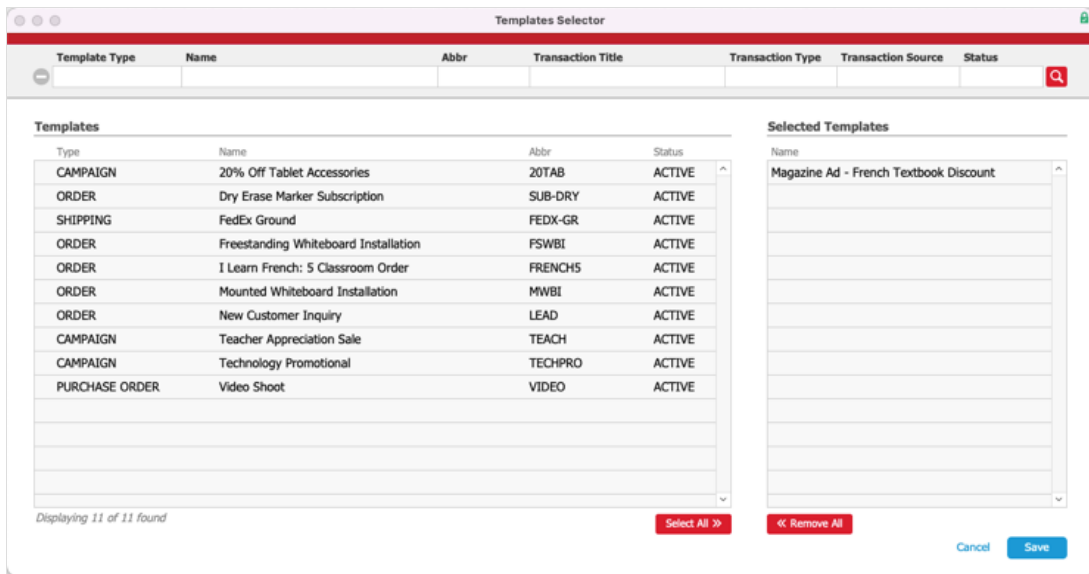 Templates Selector
Template Type Name Abbr Transaction Title Transaction Type Transaction Source Status
Templates Selected Templates
Type Name Abbr Status Name
CAMPAIGN 20% Off Tablet Accessories 20TAB ACTIVE Magazine Ad - French Textbook Discount
ORDER Dry Erase Marker Subscription SUB-DRY ACTIVE
SHIPPING FedEx Ground FEDX-GR ACTIVE
ORDER Freestanding Whiteboard Installation FSWBI ACTIVE
ORDER I Learn French: 5 Classroom Order FRENCH5 ACTIVE
ORDER Mounted Whiteboard Installation MWBI ACTIVE
ORDER New Customer Inquiry LEAD ACTIVE
CAMPAIGN Teacher Appreciation Sale TEACH ACTIVE
CAMPAIGN Technology Promotional TECHPRO ACTIVE
PURCHASE ORDER Video Shoot VIDEO ACTIVE
Displaying 11 of 11 found
Select All » « Remove All
Cancel Save